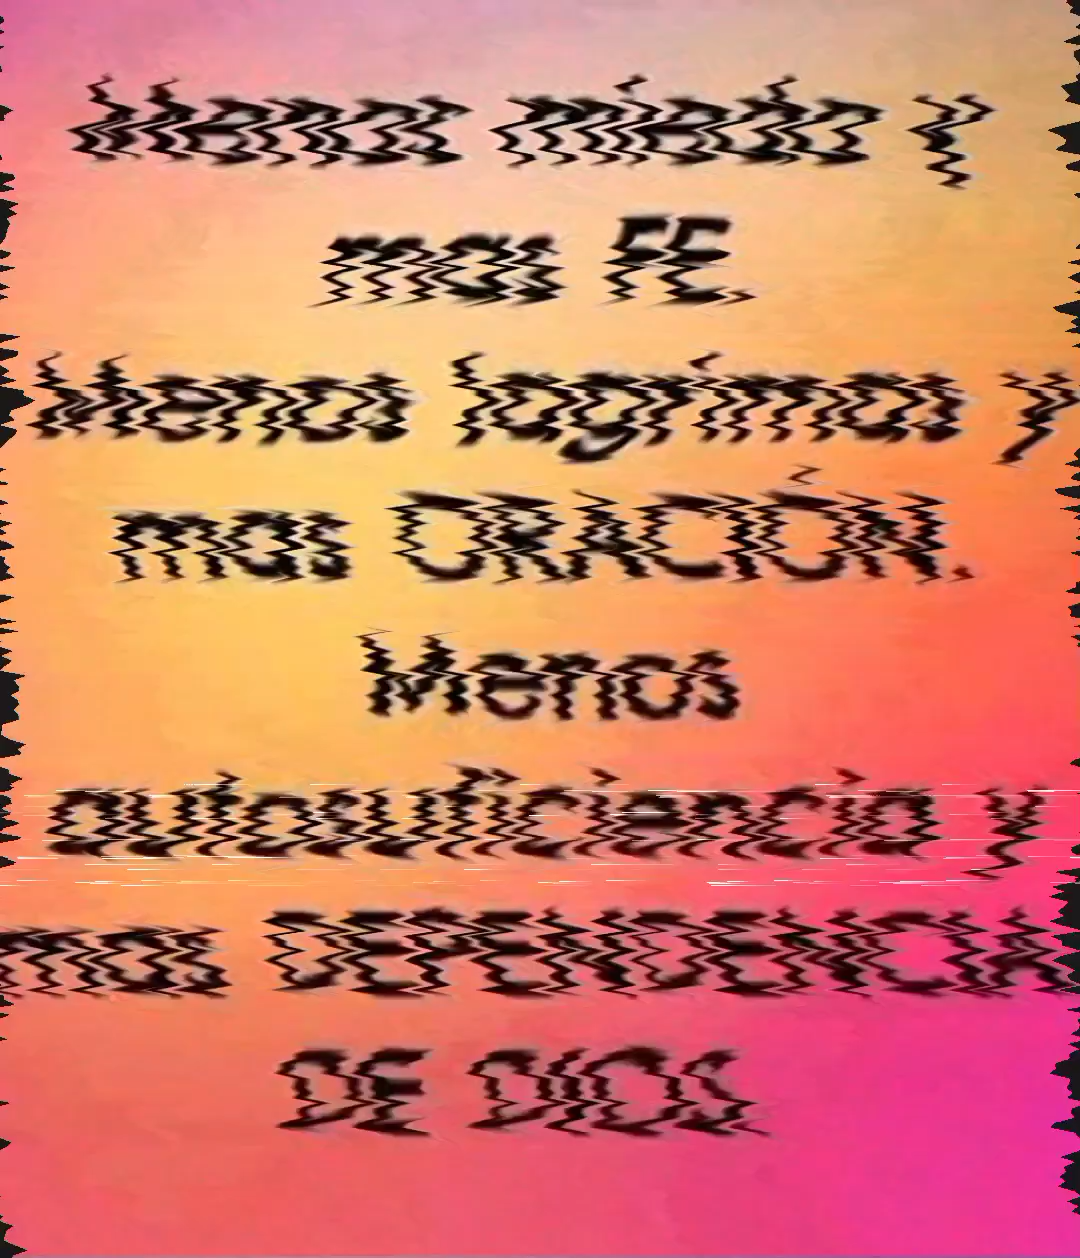 Menos miedo y
mas FE.
Menos lagrimas y
mas ORACIÓN.
Menos
autosuficiencia y
mas DEPENDENCIA
DE DIOS